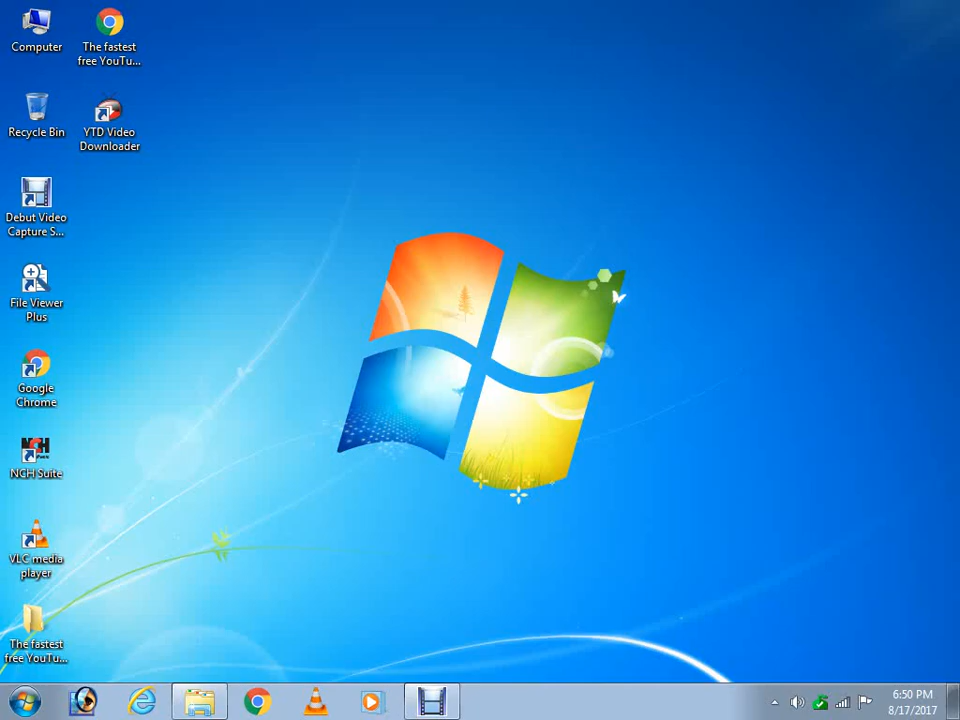 Computer
The fastest
free YouTu...
Recycle Bin
YTD Video
Downloader
Debut Video
Capture S...
File Viewer
Plus
Google
Chrome
NCH
NCH Suite
VLC media
player
The fastest
free YouTu...
6:50 PM
8/17/2017